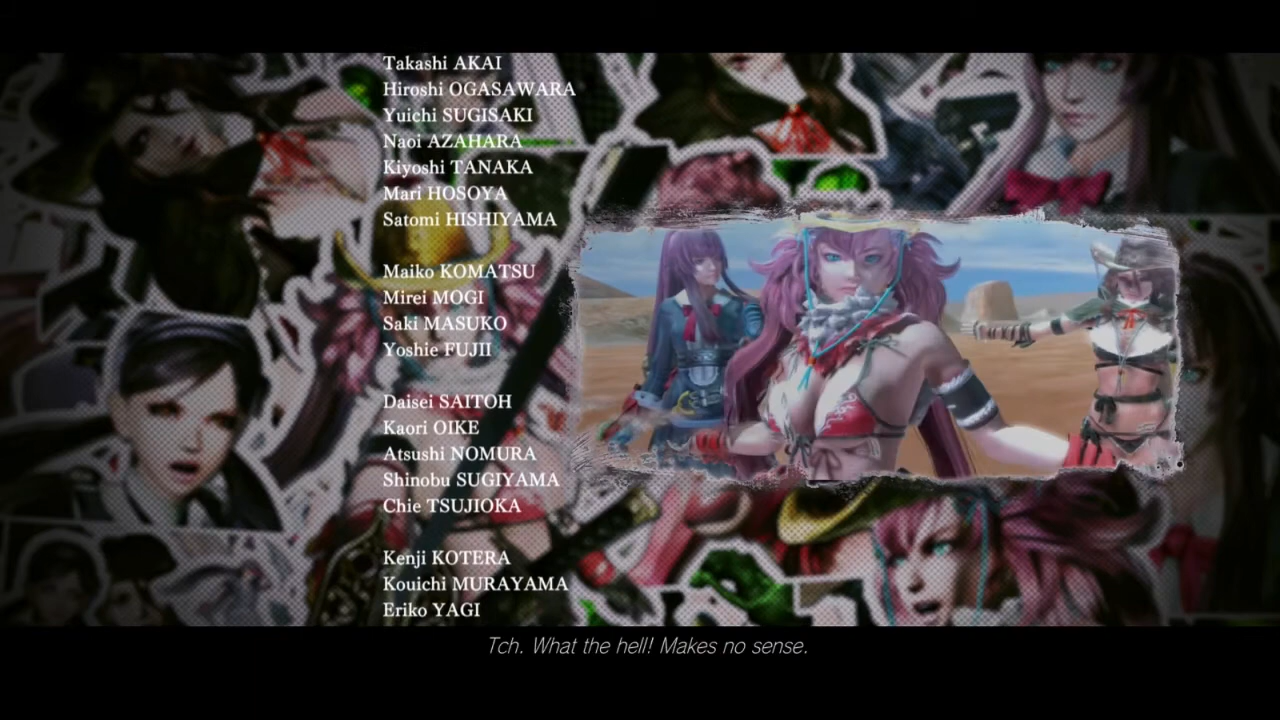 Takashi AKAI
Hiroshi OGASAWARA
Yuichi SUGISAKI
Naoi AZAHARA
Kiyoshi TANAKA
Mari HOSOYA
Satomi HISHIYAMA
Maiko KOMATSU
Mirei MOGI
Saki MASUKO
Yoshie FUJII
Daisei SAITOH
Kaori OIKE
Atsushi NOMURA
Shinobu SUGIYAMA
Chie TSUJIOKA
Kenji KOTERA
Kouichi MURAYAMA
Eriko YAGI
Tch. What the hell! Makes no sense.